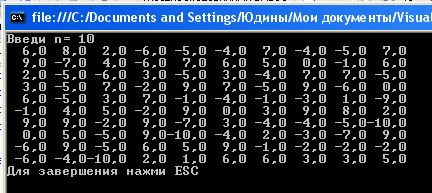 file:///C:/Documents and Settings/Юдины/Мои документы/Visual
Введи n= 10
6,0 8,0 2,0 -6,0 -5,0 -4,0 7,0 -4,0 -5,0 7,0
9,0 -7,0 4,0 -6,0 7,0 6,0 6,0 0,0 -1,0 6,0
2,0 -5,0 -6,0 3,0 -5,0 3,0 -4,0 7,0 7,0 -5,0
3,0 -5,0 7,0 -2,0 9,0 -7,0 -5,0 9,0 -6,0 0,0
6,0 -5,0 3,0 7,0 -1,0 -4,0 -1,0 -3,0 1,0 -9,0
-1,0 4,0 5,0 -2,0 -9,0 0,0 3,0 9,0 8,0 2,0
9,0 9,0 -2,0 9,0 -7,0 3,0 -4,0 -4,0 5,0 -10,0
0,0 5,0 -5,0 9,0 -10,0 -4,0 2,0 -3,0 -7,0 9,0
-6,0 9,0 -5,0 6,0 5,0 9,0 -1,0 -2,0 -2,0 -2,0
-6,0 -4,0 -10,0 2,0 1,0 6,0 6,0 3,0 3,0 5,0
Для завершения нажми ESC